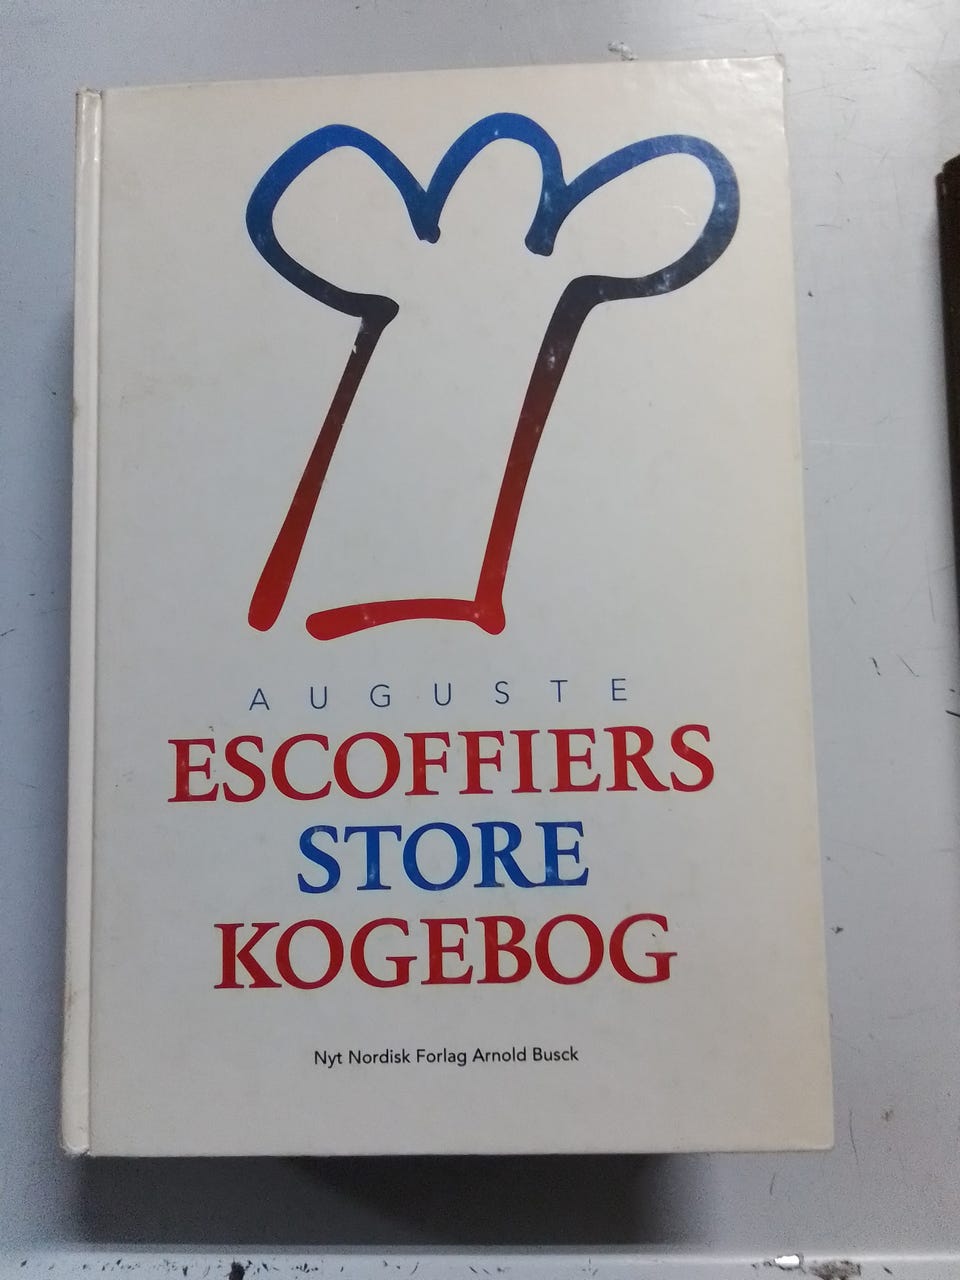 AUGUSTE
ESCOFFIERS
STORE
KOGEBOG
Nyt Nordisk Forlag Arnold Busck